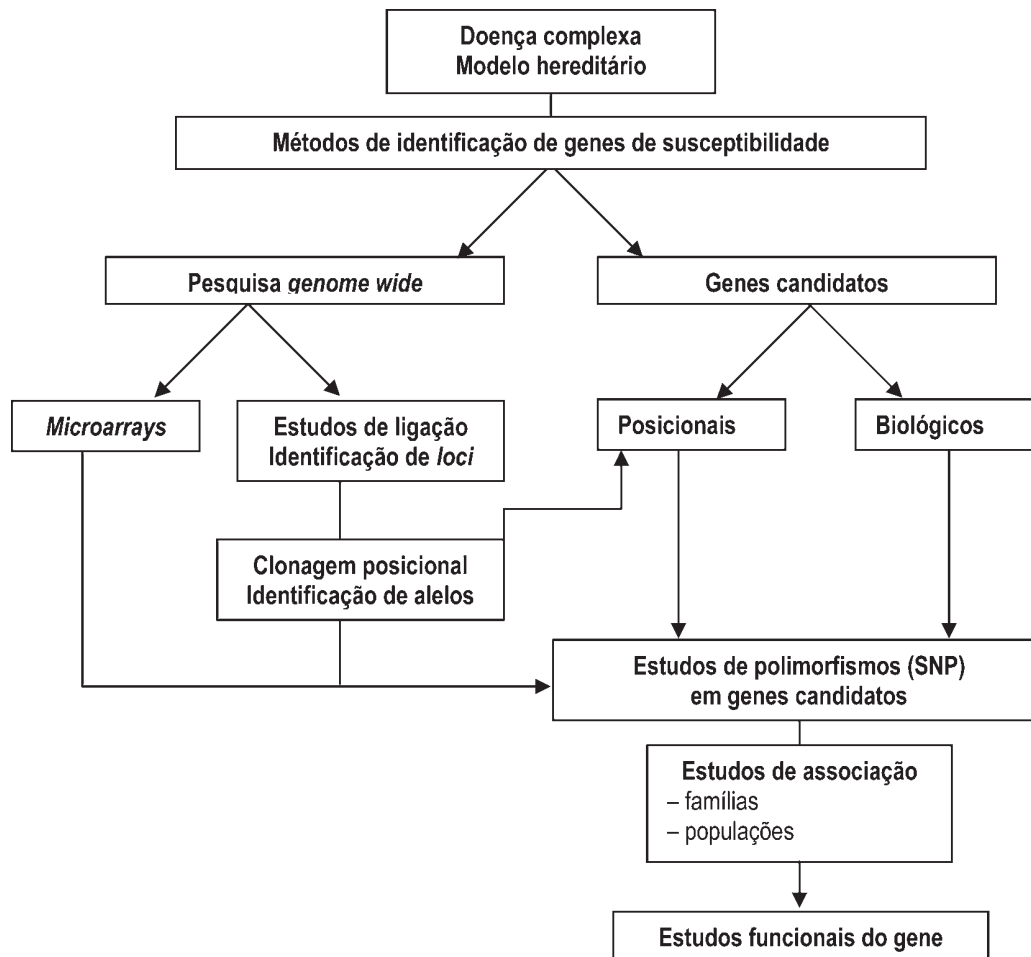 Doença complexa
Modelo hereditário
Métodos de identificação de genes de susceptibilidade
Pesquisa genome wide
Genes candidatos
Microarrays
Estudos de ligação
Identificação de loci
Posicionais
Biológicos
Clonagem posicional
Identificação de alelos
Estudos de polimorfismos (SNP)
em genes candidatos
Estudos de associação
– famílias
– populações
Estudos funcionais do gene